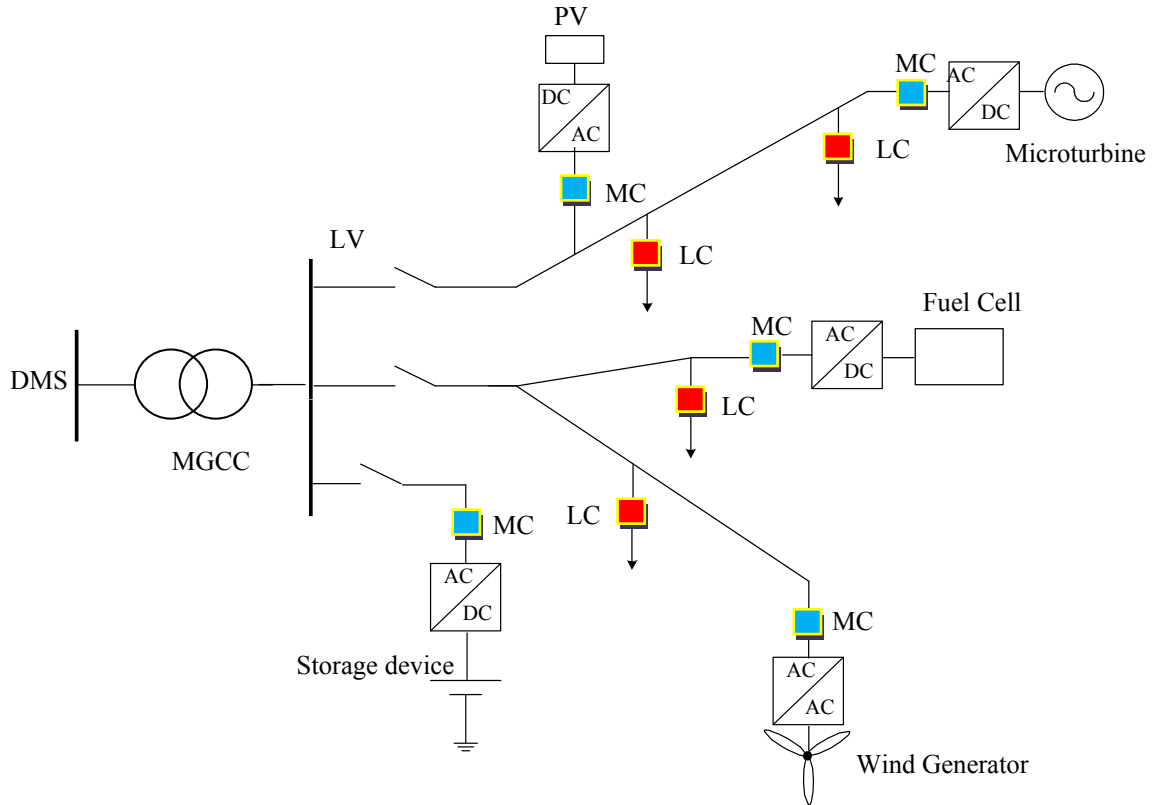 PV
DC
AC
MC
MC
AC
DC
Microturbine
LC
LC
LV
DMS
MGCC
MC
AC
DC
Fuel Cell
LC
LC
MC
AC
DC
Storage device
MC
AC
AC
Wind Generator